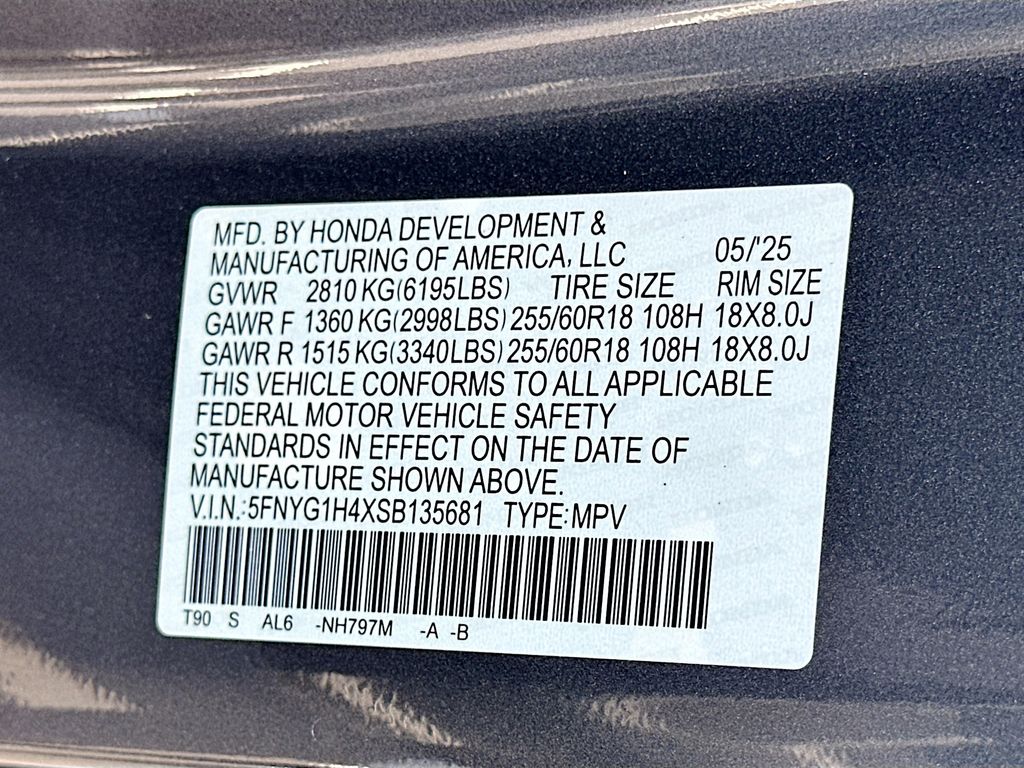 MFD. BY HONDA DEVELOPMENT &
MANUFACTURING OF AMERICA, LLC 05/'25
GVWR 2810 KG(6195LBS) TIRE SIZE RIM SIZE
GAWR F 1360 KG(2998LBS) 255/60R18 108H 18X8.0J
GAWR R 1515 KG(3340LBS) 255/60R18 108H 18X8.0J
THIS VEHICLE CONFORMS TO ALL APPLICABLE
FEDERAL MOTOR VEHICLE SAFETY
STANDARDS IN EFFECT ON THE DATE OF
MANUFACTURE SHOWN ABOVE.
V.I.N.:5FNYG1H4XSB135681 TYPE:MPV
T90 S AL6 -NH797M -A -B